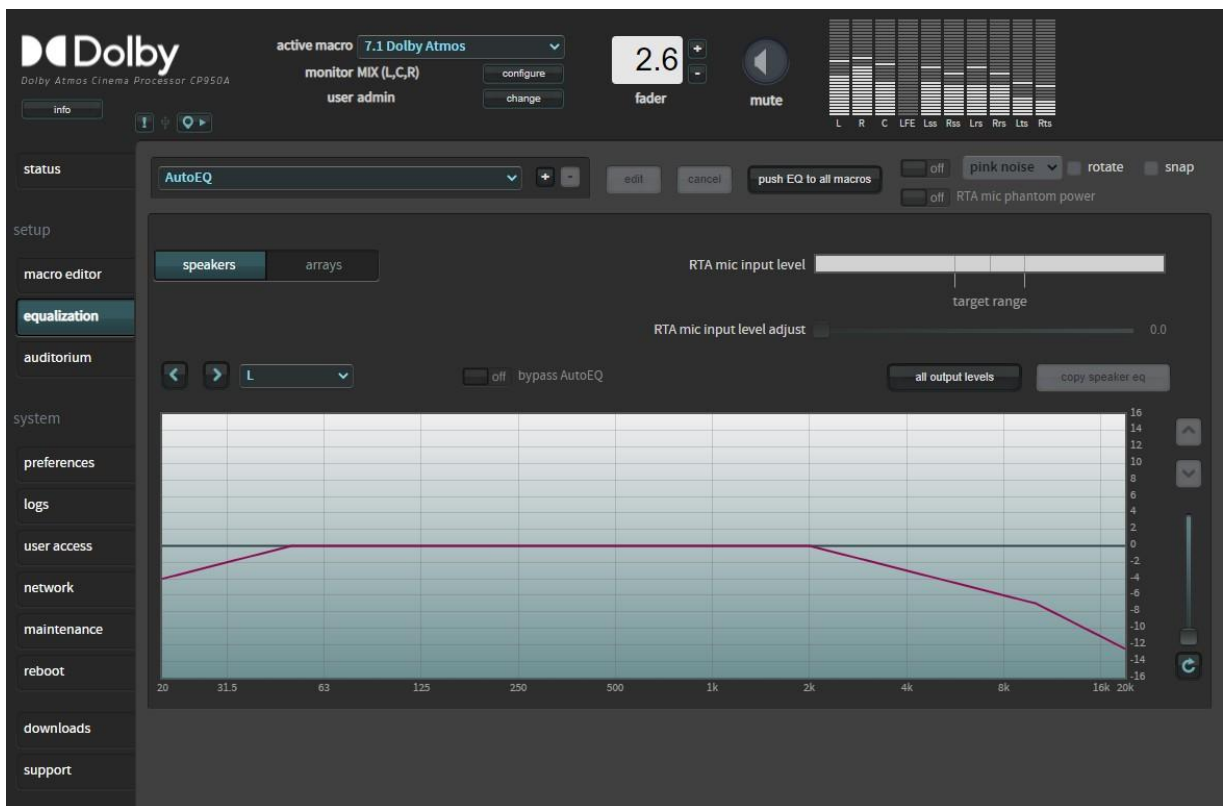 Dolby
Dolby Atmos Cinema Processor CP950A
info
active macro 7.1 Dolby Atmos
monitor MIX (L,C,R) configure
user admin change
2.6
+
-
fader
mute
L R C LFE Lss Rss Lrs Rrs Lts Rts
status
setup
macro editor
equalization
auditorium
system
preferences
logs
user access
network
maintenance
reboot
downloads
support
AutoEQ + - edit cancel push EQ to all macros
off pink noise rotate snap
off RTA mic phantom power
speakers arrays
RTA mic input level
target range
RTA mic input level adjust 0.0
L off bypass AutoEQ all output levels copy speaker eq
16
14
12
10
8
6
4
2
0
-2
-4
-6
-8
-10
-12
-14
-16
20 31.5 63 125 250 500 1k 2k 4k 8k 16k 20k